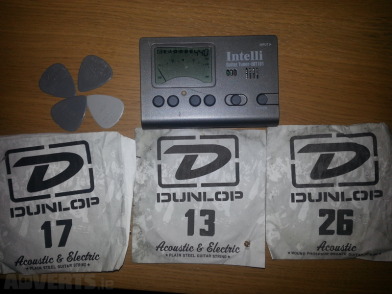 Intelli
DUNLOP
17
Acoustic & Electric
PLAIN STEEL GUITAR STRING
DUNLOP
13
Acoustic & Electric
PLAIN STEEL GUITAR STRING
DUNLOP
26
Acoustic
ADVERTS.ie